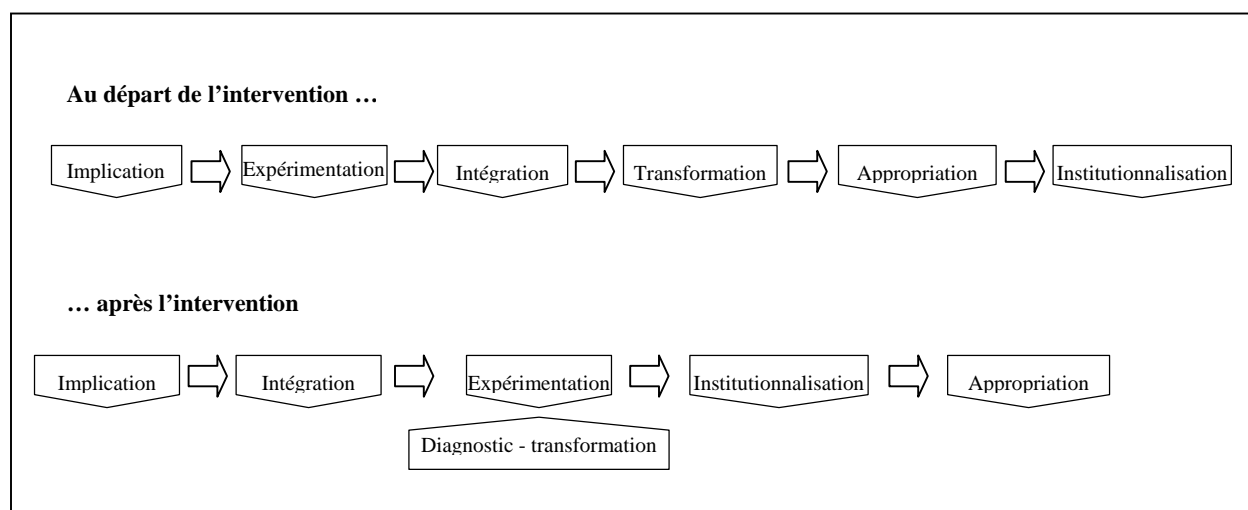 Au départ de l’intervention …
Implication Expérimentation Intégration Transformation Appropriation Institutionnalisation
… après l’intervention
Implication Intégration Expérimentation Institutionnalisation Appropriation
Diagnostic - transformation